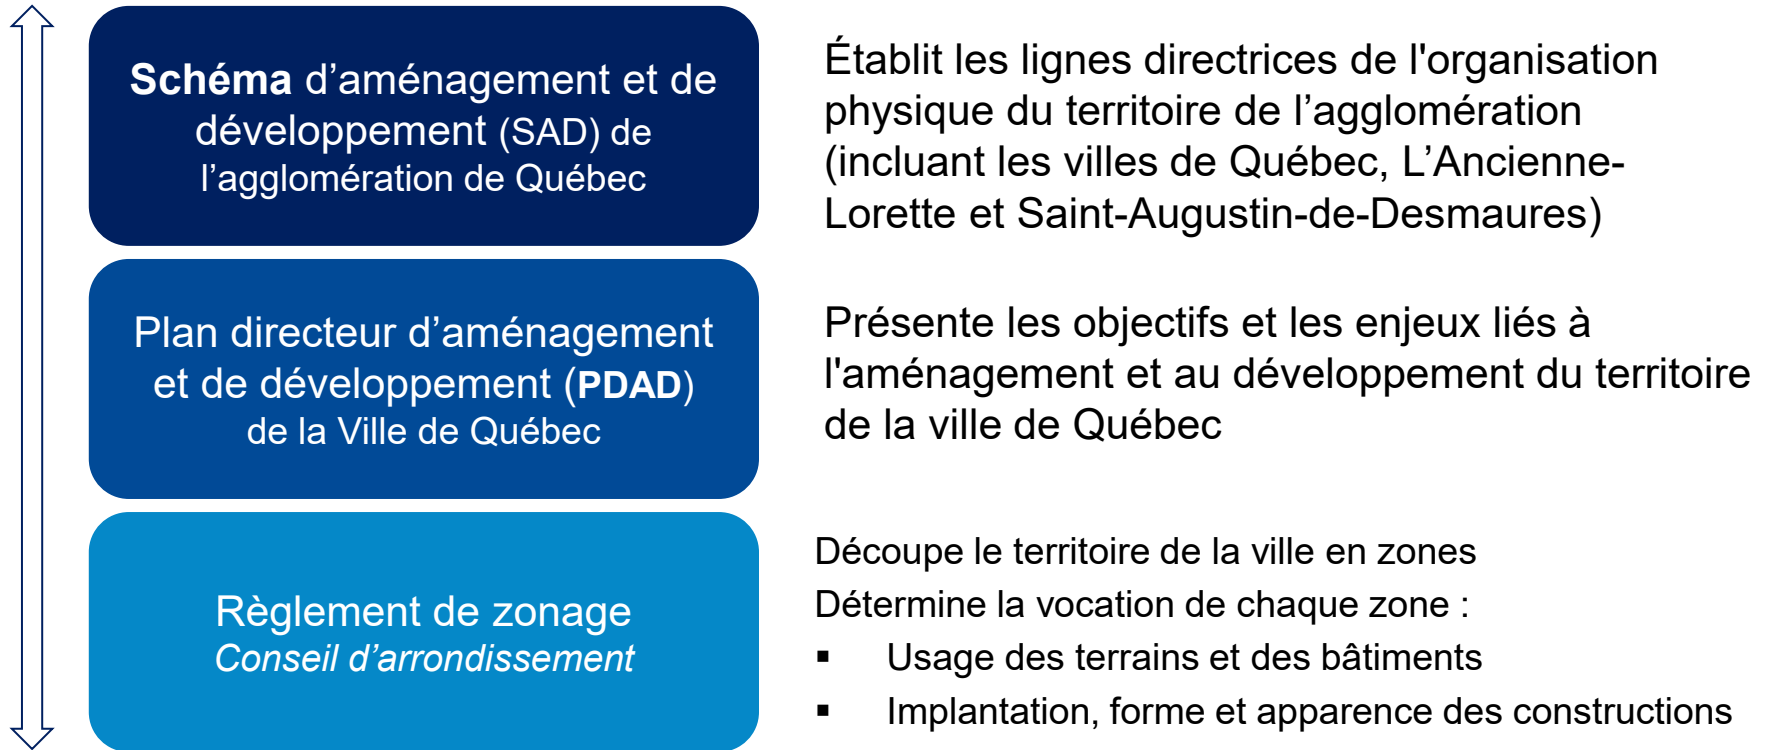 Schéma d’aménagement et de
développement (SAD) de
l’agglomération de Québec
Établit les lignes directrices de l'organisation
physique du territoire de l’agglomération
(incluant les villes de Québec, L’Ancienne-
Lorette et Saint-Augustin-de-Desmaures)
Plan directeur d’aménagement
et de développement (PDAD)
de la Ville de Québec
Présente les objectifs et les enjeux liés à
l'aménagement et au développement du territoire
de la ville de Québec
Règlement de zonage
Conseil d’arrondissement
Découpe le territoire de la ville en zones
Détermine la vocation de chaque zone :
▪ Usage des terrains et des bâtiments
▪ Implantation, forme et apparence des constructions